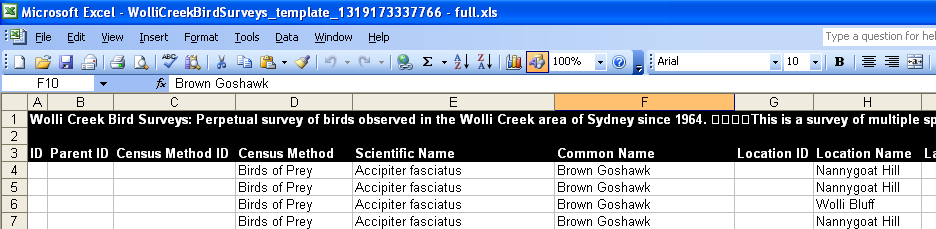 Microsoft Excel - WolliCreekBirdSurveys_template_1319173337766 - full.xls
File Edit View Insert Format Tools Data Window Help Type a question for hel
100% Arial 10 B
F10 fx Brown Goshawk
A B C D E F G H
1 Wolli Creek Bird Surveys: Perpetual survey of birds observed in the Wolli Creek area of Sydney since 1964. □□□□This is a survey of multiple sp
2
3 ID Parent ID Census Method ID Census Method Scientific Name Common Name Location ID Location Name La
4 Birds of Prey Accipiter fasciatus Brown Goshawk Nannygoat Hill
5 Birds of Prey Accipiter fasciatus Brown Goshawk Nannygoat Hill
6 Birds of Prey Accipiter fasciatus Brown Goshawk Wolli Bluff
7 Birds of Prey Accipiter fasciatus Brown Goshawk Nannygoat Hill